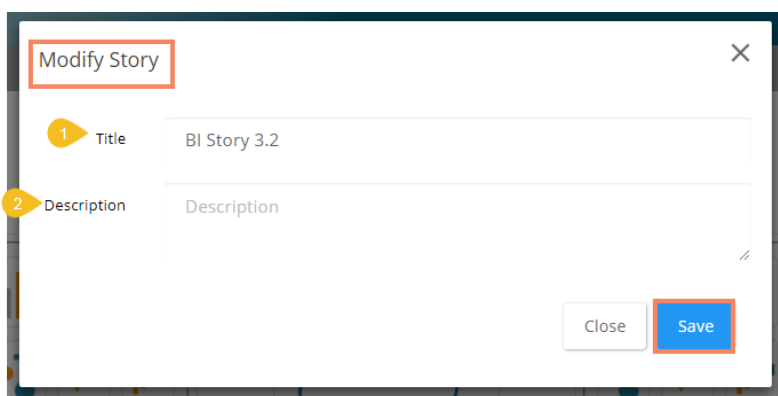 Modify Story
1 Title BI Story 3.2
2 Description Description
Close Save